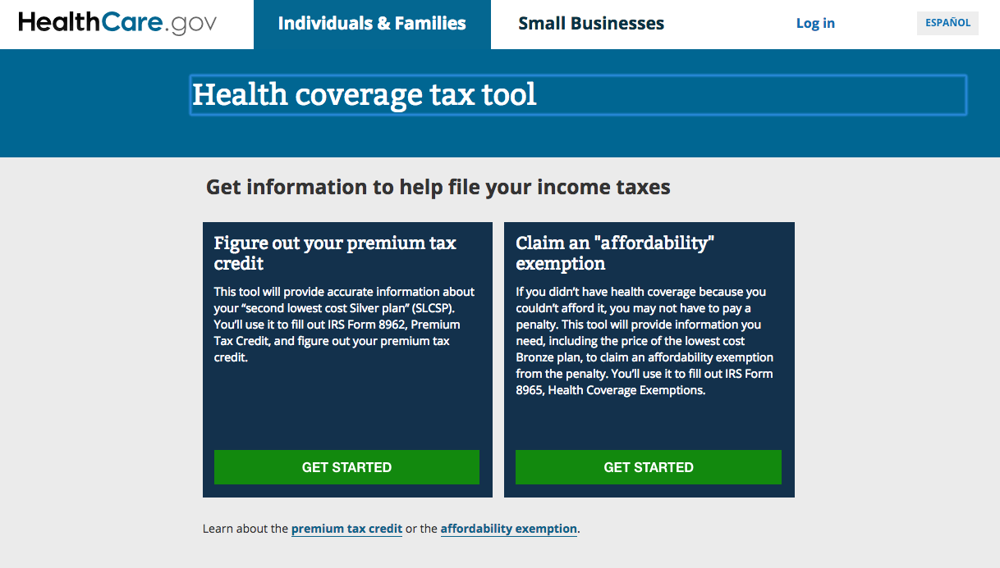 HealthCare.gov
Individuals & Families
Small Businesses
Log in
ESPAÑOL
Health coverage tax tool
Get information to help file your income taxes
Figure out your premium tax
credit
This tool will provide accurate information about
your “second lowest cost Silver plan” (SLCSP).
You’ll use it to fill out IRS Form 8962, Premium
Tax Credit, and figure out your premium tax
credit.
GET STARTED
Claim an "affordability"
exemption
If you didn’t have health coverage because you
couldn’t afford it, you may not have to pay a
penalty. This tool will provide information you
need, including the price of the lowest cost
Bronze plan, to claim an affordability exemption
from the penalty. You’ll use it to fill out IRS Form
8965, Health Coverage Exemptions.
GET STARTED
Learn about the premium tax credit or the affordability exemption.